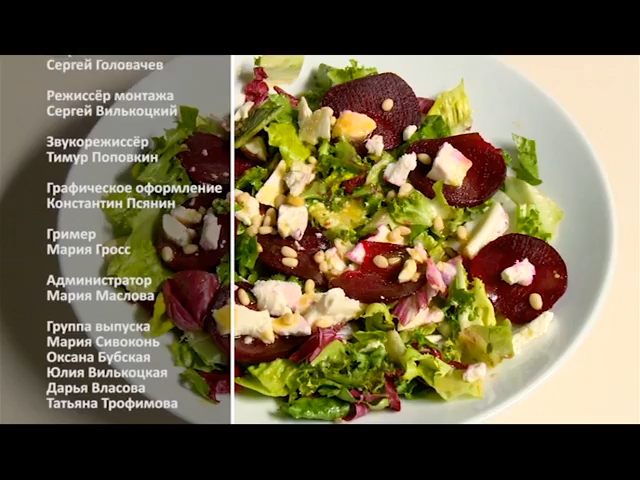 Сергей Головачев
Режиссёр монтажа
Сергей Вилькоцкий
Звукорежиссёр
Тимур Поповкин
Графическое оформление
Константин Псянин
Гример
Мария Гросс
Администратор
Мария Маслова
Группа выпуска
Мария Сивоконь
Оксана Бубская
Юлия Вилькоцкая
Дарья Власова
Татьяна Трофимова